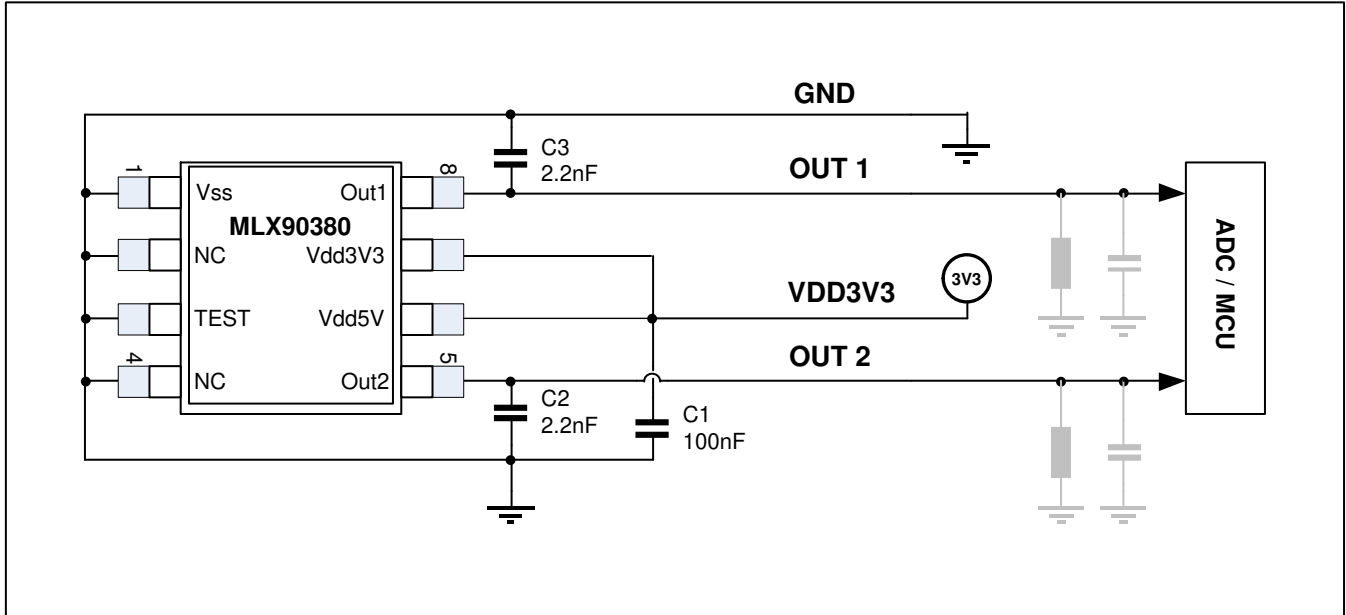 GND
C3
2.2nF
OUT 1
1
8
Vss
Out1
MLX90380
NC
Vdd3V3
3V3
VDD3V3
TEST
Vdd5V
ADC / MCU
OUT 2
4
5
NC
Out2
C2
2.2nF
C1
100nF